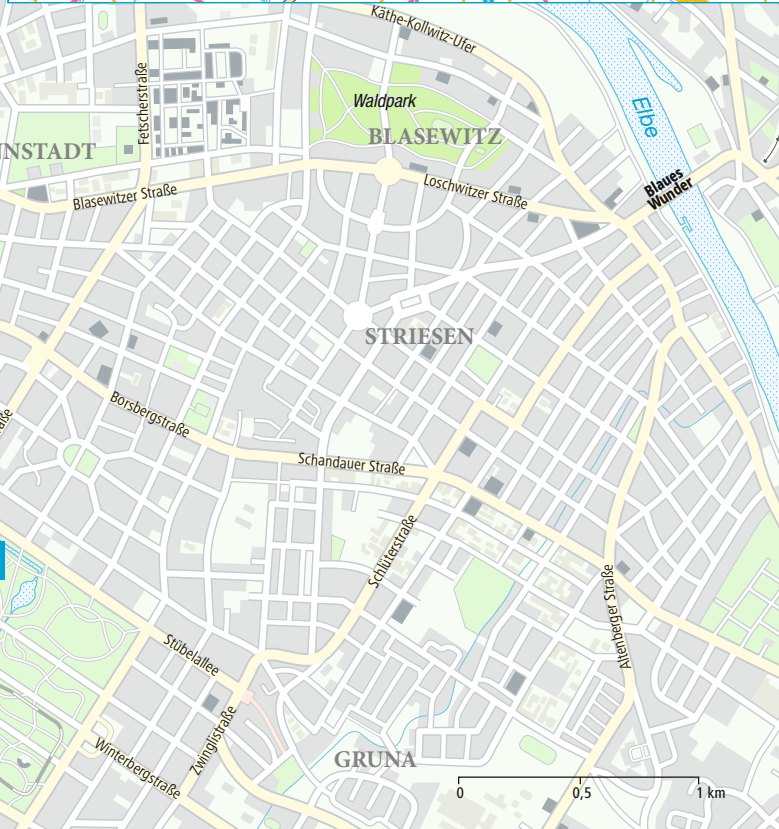 Käthe-Kollwitz-Ufer
Fetscherstraße
Waldpark
Elbe
BLASEWITZ
NSTADT
Blaues
Wunder
Blasewitzer Straße
Loschwitzer Straße
STRIESEN
Borsbergstraße
aße
Schandauer Straße
Schlüterstraße
Altenberger Straße
Stübelallee
Zwinglistraße
Winterbergstraße
GRUNA
0 0,5 1 km